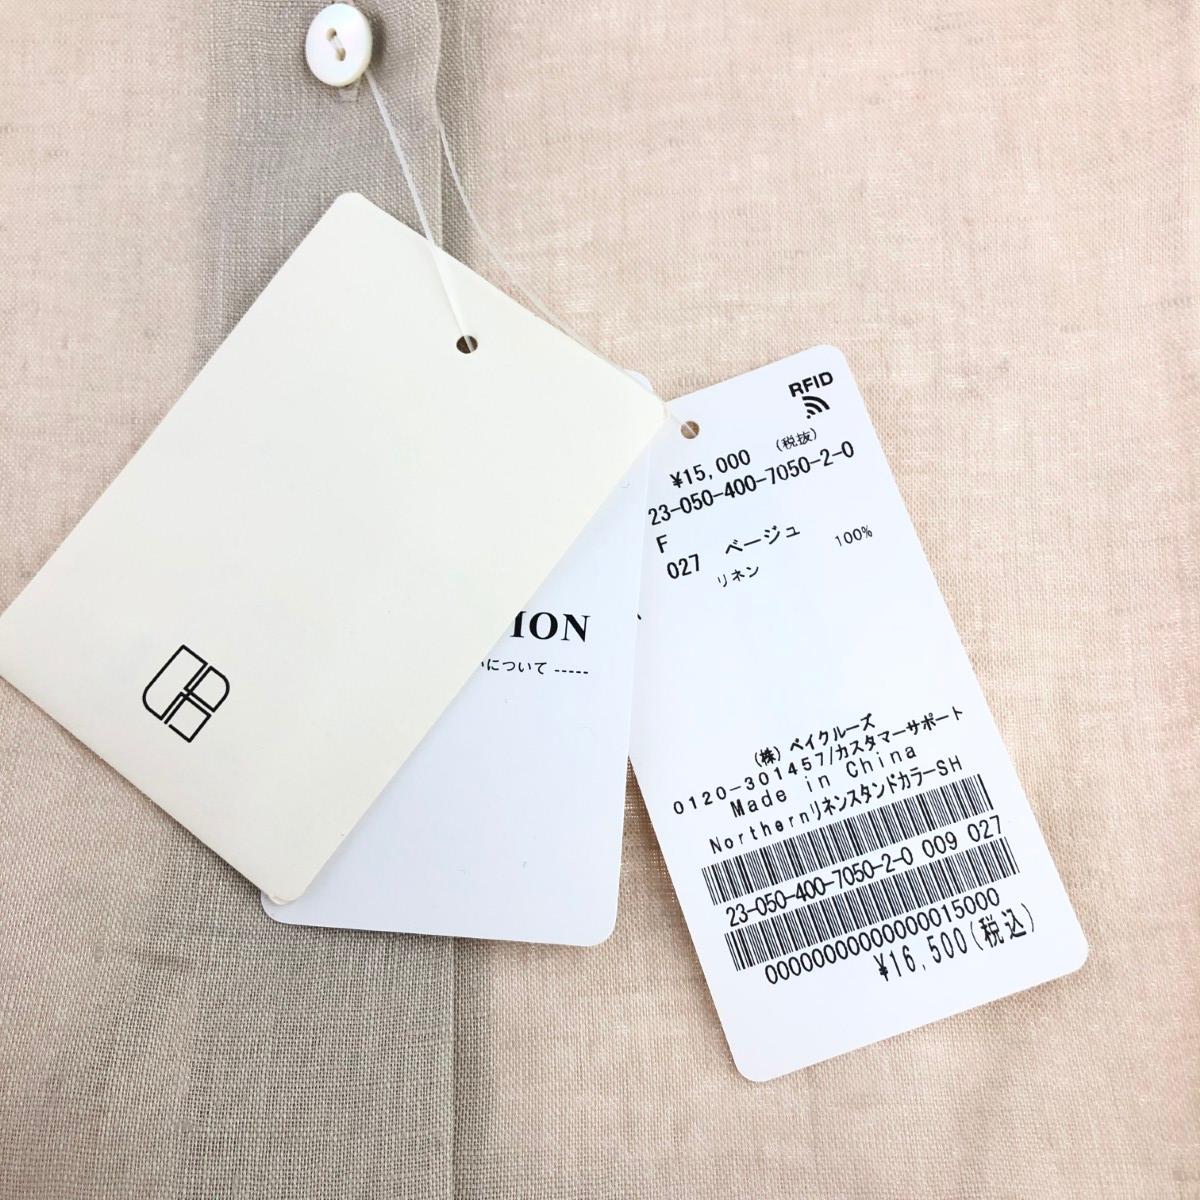 RFID
¥15,000 (税抜)
23-050-400-7050-2-0
F
027 ベージュ 100%
リネン
(株) ベイクルーズ
0120-301457/カスタマーサポート
Made in China
NorthernリネンスタンドカラーSH
23-050-400-7050-2-0 009 027
0000000000000015000
¥16,500(税込)
について -----